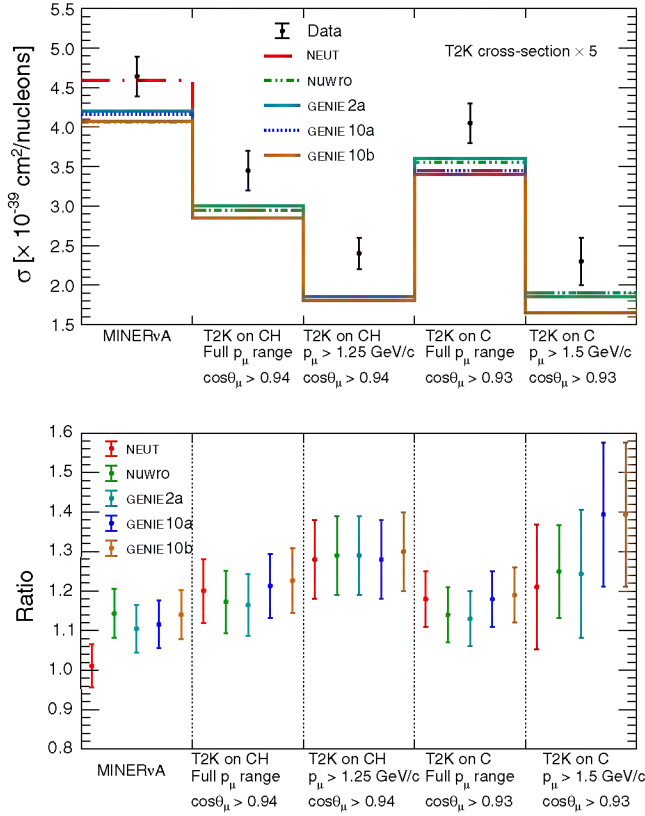 5.5
5.0
4.5
4.0
3.5
3.0
2.5
2.0
1.5
σ [× 10⁻³⁹ cm²/nucleons]
Data
NEUT
Nuwro
GENIE 2a
GENIE 10a
GENIE 10b
T2K cross-section × 5
MINERνA
T2K on CH
Full pμ range
cosθμ > 0.94
T2K on CH
pμ > 1.25 GeV/c
cosθμ > 0.94
T2K on C
Full pμ range
cosθμ > 0.93
T2K on C
pμ > 1.5 GeV/c
cosθμ > 0.93
1.6
1.5
1.4
1.3
1.2
1.1
1.0
0.9
0.8
Ratio
NEUT
Nuwro
GENIE 2a
GENIE 10a
GENIE 10b
MINERνA
T2K on CH
Full pμ range
cosθμ > 0.94
T2K on CH
pμ > 1.25 GeV/c
cosθμ > 0.94
T2K on C
Full pμ range
cosθμ > 0.93
T2K on C
pμ > 1.5 GeV/c
cosθμ > 0.93